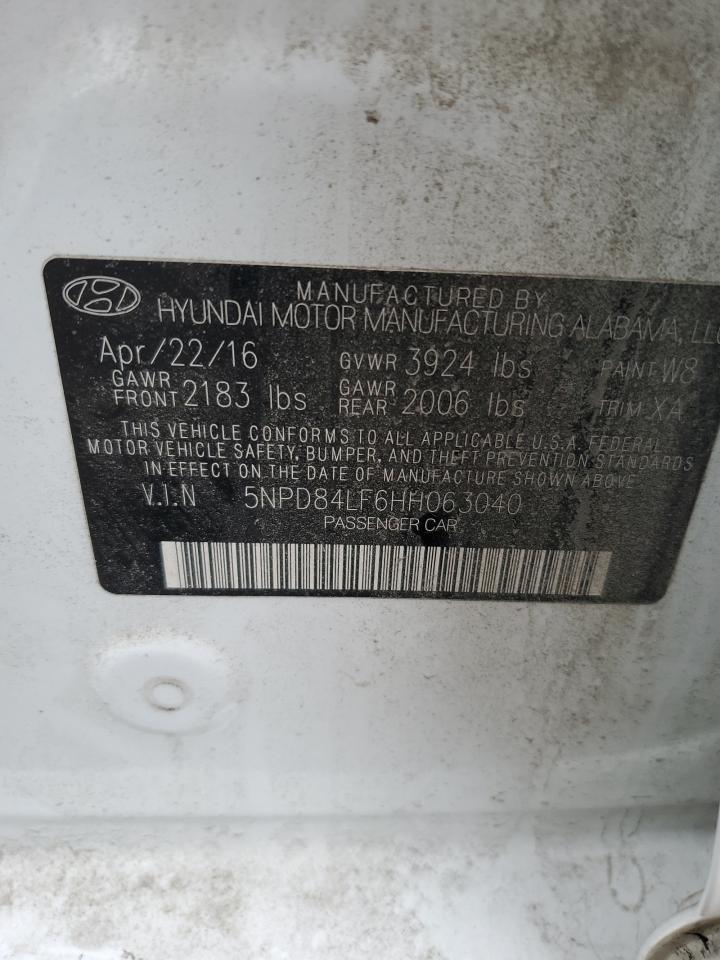 MANUFACTURED BY
HYUNDAI MOTOR MANUFACTURING ALABAMA, LLC
Apr/22/16 GVWR 3924 lbs PAINT W8
GAWR FRONT 2183 lbs GAWR REAR 2006 lbs TRIM XA
THIS VEHICLE CONFORMS TO ALL APPLICABLE U.S.A. FEDERAL
MOTOR VEHICLE SAFETY, BUMPER, AND THEFT PREVENTION STANDARDS
IN EFFECT ON THE DATE OF MANUFACTURE SHOWN ABOVE
V.I.N 5NPD84LF6HH063040
PASSENGER CAR